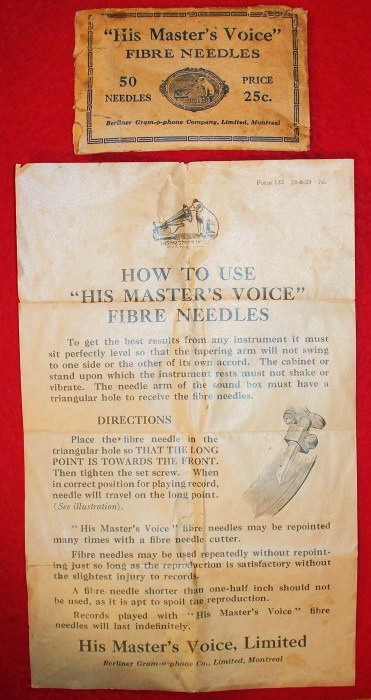 "His Master's Voice"
FIBRE NEEDLES
50 PRICE
NEEDLES 25c.
Berliner Gram-o-phone Company, Limited, Montreal
Form 133
HOW TO USE
"HIS MASTER'S VOICE"
FIBRE NEEDLES
To get the best results from any instrument it must
sit perfectly level so that the tapering arm will not swing
to one side or the other of its own accord. The cabinet or
stand upon which the instrument rests must not shake or
vibrate. The needle arm of the sound box must have a
triangular hole to receive the fibre needles.
DIRECTIONS
Place the fibre needle in the
triangular hole so THAT THE LONG
POINT IS TOWARDS THE FRONT.
Then tighten the set screw. When
in correct position for playing record,
needle will travel on the long point.
(See illustration).
"His Master's Voice" fibre needles may be repointed
many times with a fibre needle cutter.
Fibre needles may be used repeatedly without repoint-
ing just so long as the reproduction is satisfactory without
the slightest injury to records.
A fibre needle shorter than one-half inch should not
be used, as it is apt to spoil the reproduction.
Records played with "His Master's Voice" fibre
needles will last indefinitely.
His Master's Voice, Limited
Berliner Gram-o-phone Co., Limited, Montreal